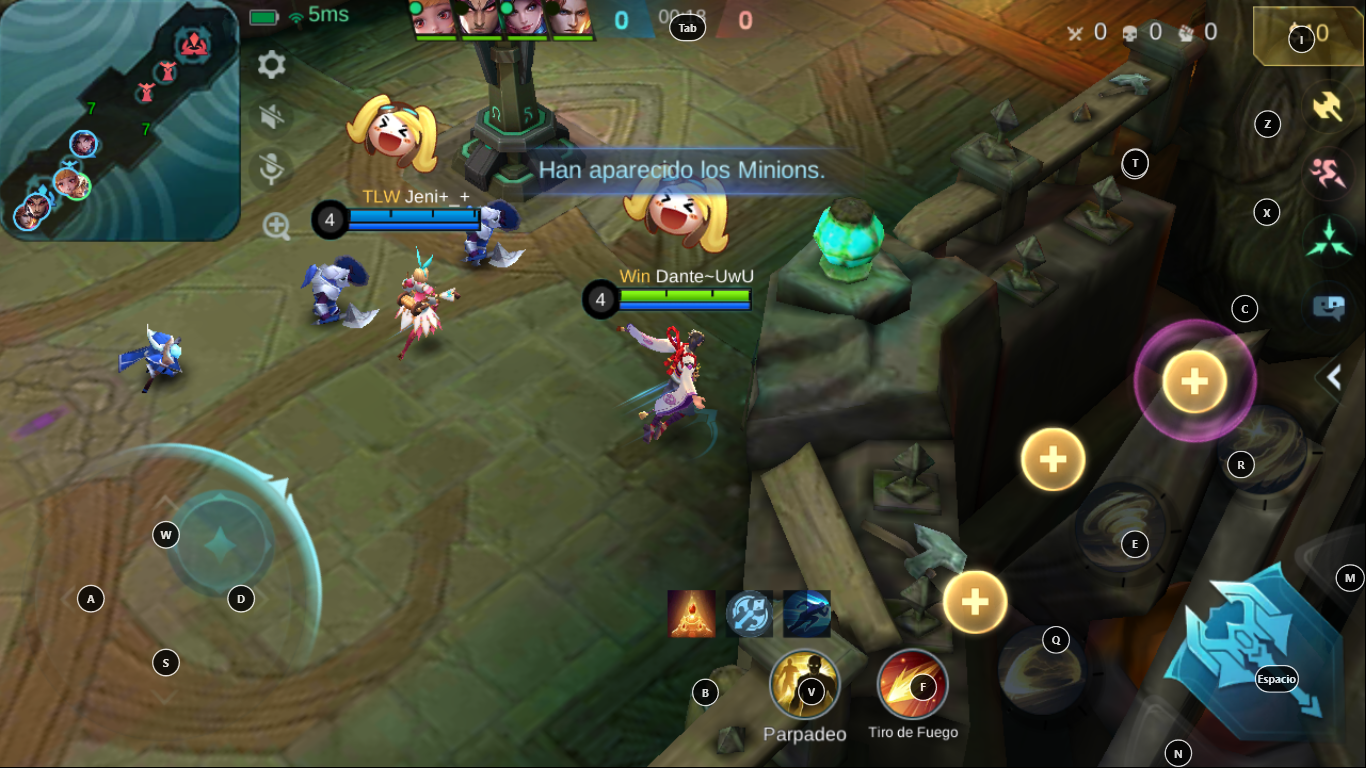 5ms
0
00:18
0
Tab
0
0
0
0
I
7
7
Z
T
X
Han aparecido los Minions.
TLW Jeni+_+
4
Win Dante~UwU
4
C
R
W
E
A
D
M
S
Q
B
V
F
Espacio
Parpadeo
Tiro de Fuego
N